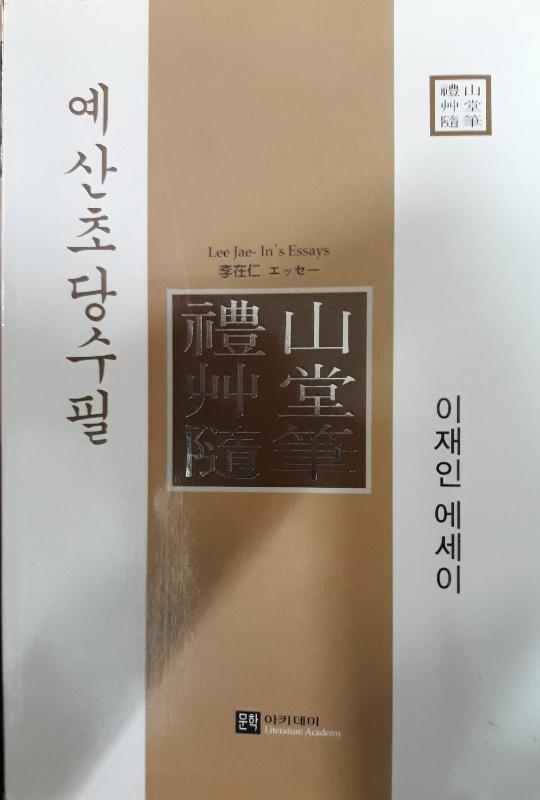 예산초당수필
禮山
艸堂
隨筆
Lee Jae- In's Essays
李在仁 エッセー
禮山
艸堂
隨筆
이재인 에세이
문학 아카데미
Literature Academy